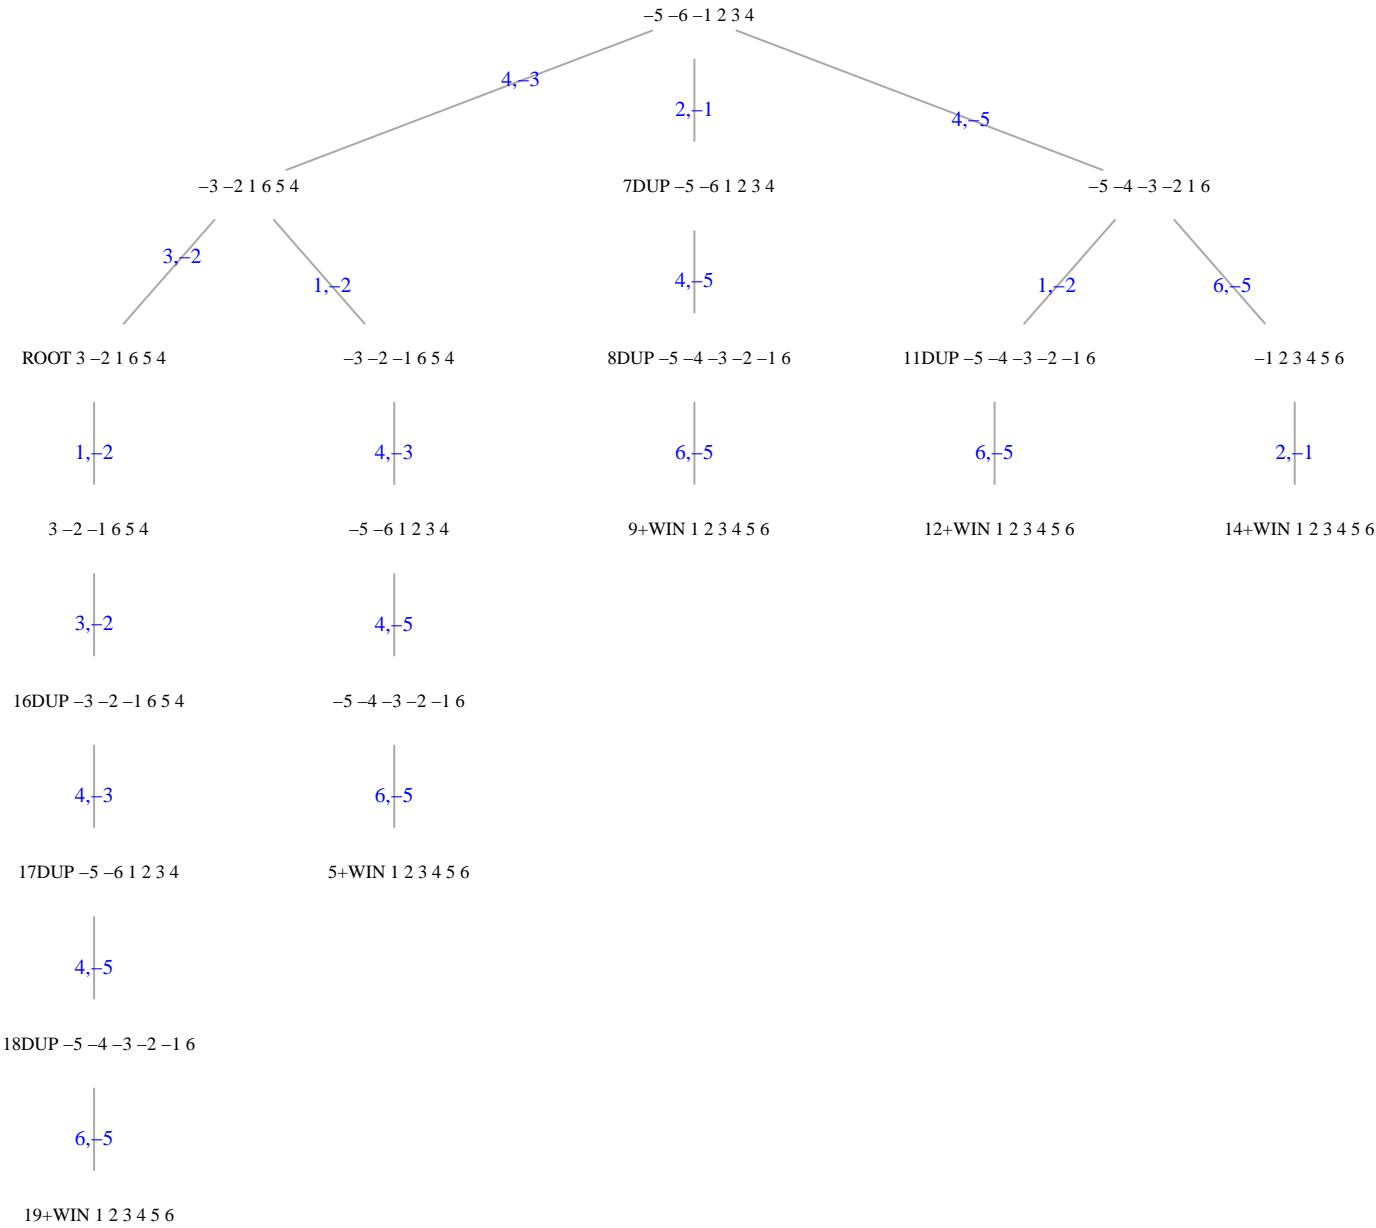 –5 –6 –1 2 3 4
4,–3
2,–1
4,–5
–3 –2 1 6 5 4
7DUP –5 –6 1 2 3 4
–5 –4 –3 –2 1 6
3,–2
1,–2
4,–5
1,–2
6,–5
ROOT 3 –2 1 6 5 4
–3 –2 –1 6 5 4
8DUP –5 –4 –3 –2 –1 6
11DUP –5 –4 –3 –2 –1 6
–1 2 3 4 5 6
1,–2
4,–3
6,–5
6,–5
2,–1
3 –2 –1 6 5 4
–5 –6 1 2 3 4
9+WIN 1 2 3 4 5 6
12+WIN 1 2 3 4 5 6
14+WIN 1 2 3 4 5 6
3,–2
4,–5
16DUP –3 –2 –1 6 5 4
–5 –4 –3 –2 –1 6
4,–3
6,–5
17DUP –5 –6 1 2 3 4
5+WIN 1 2 3 4 5 6
4,–5
18DUP –5 –4 –3 –2 –1 6
6,–5
19+WIN 1 2 3 4 5 6